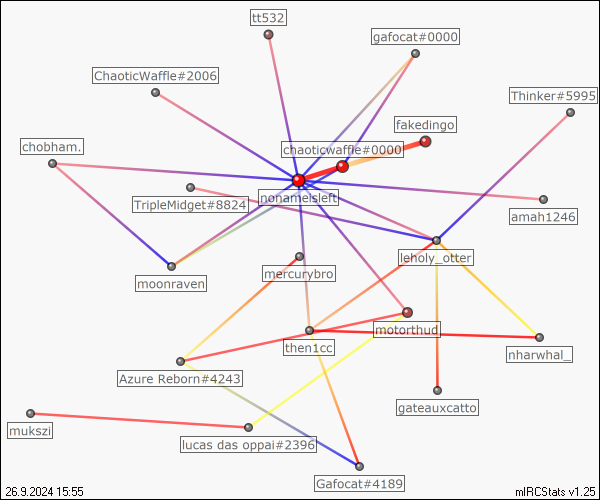 tt532
gafocat#0000
ChaoticWaffle#2006
Thinker#5995
fakedingo
chobham.
chaoticwaffle#0000
nonameisleft
TripleMidget#8824
amah1246
leholy_otter
mercurybro
moonraven
motorthud
then1cc
nharwhal_
Azure Reborn#4243
gateauxcatto
mukszi
lucas das oppai#2396
Gafocat#4189
26.9.2024 15:55
mIRCStats v1.25